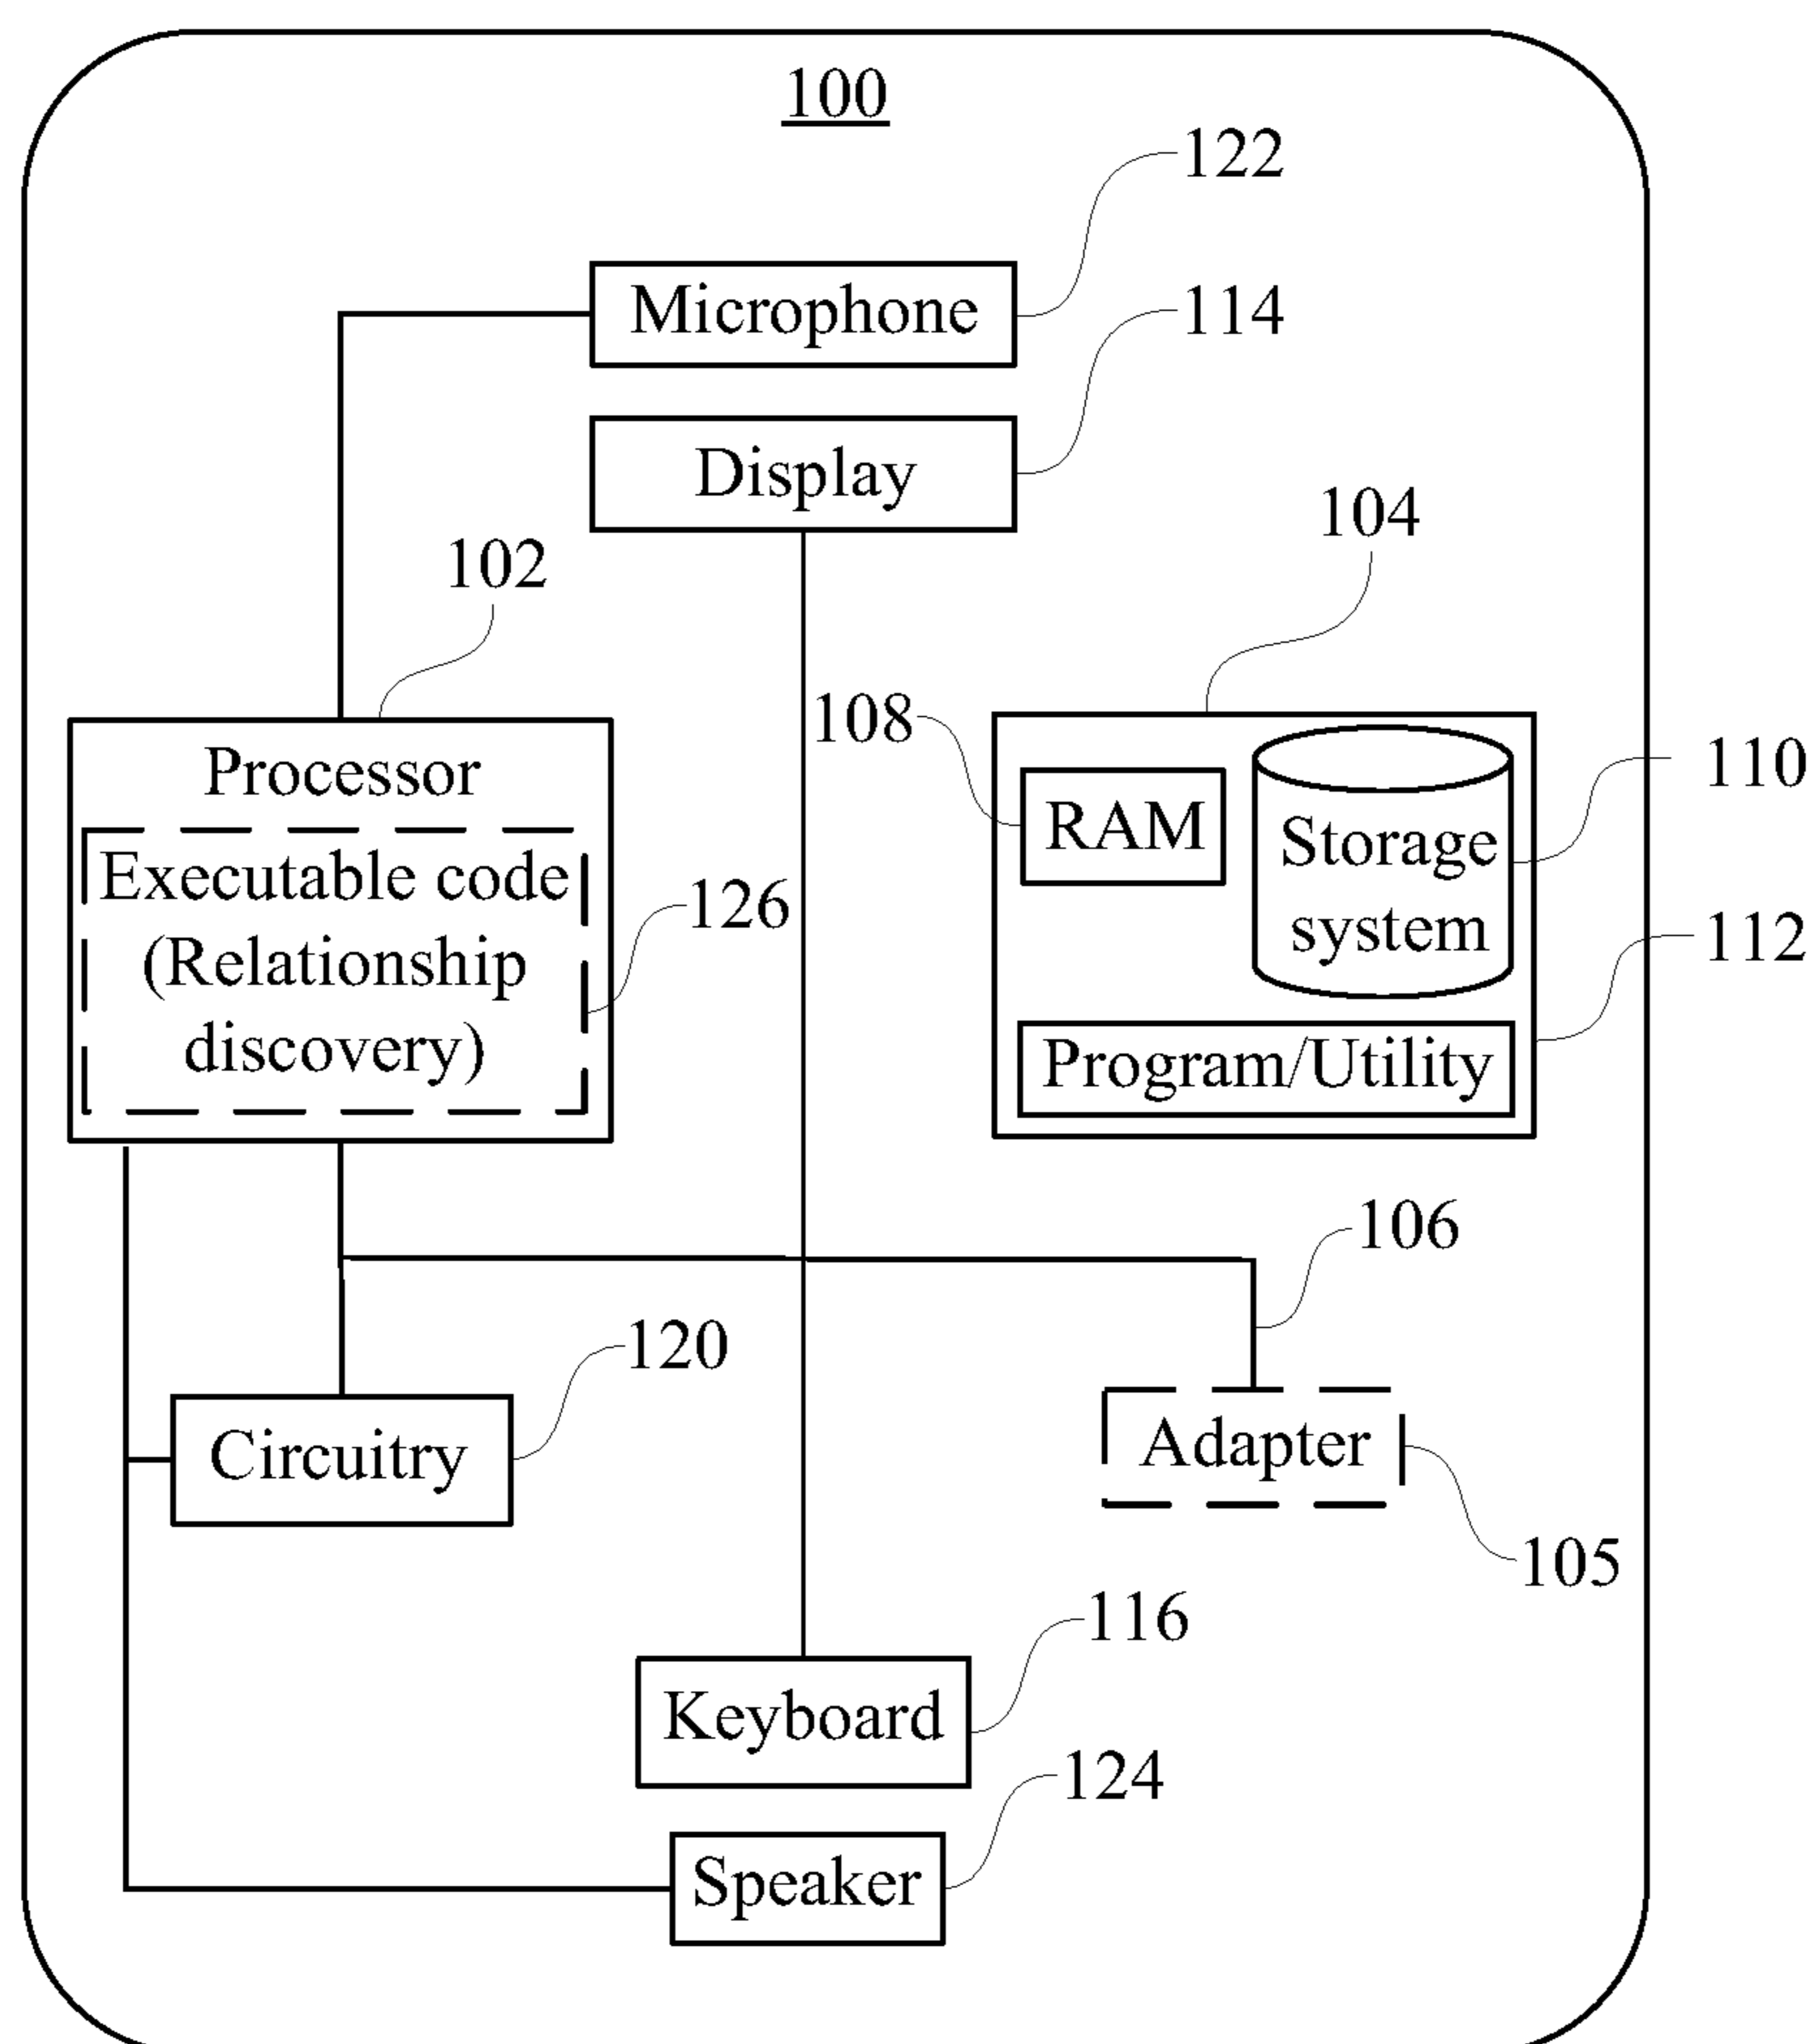 100
122
Microphone
114
Display
104
102
108
110
Processor
RAM
Storage
system
Executable code
(Relationship
discovery)
126
112
Program/Utility
106
120
Circuitry
Adapter
105
116
Keyboard
124
Speaker